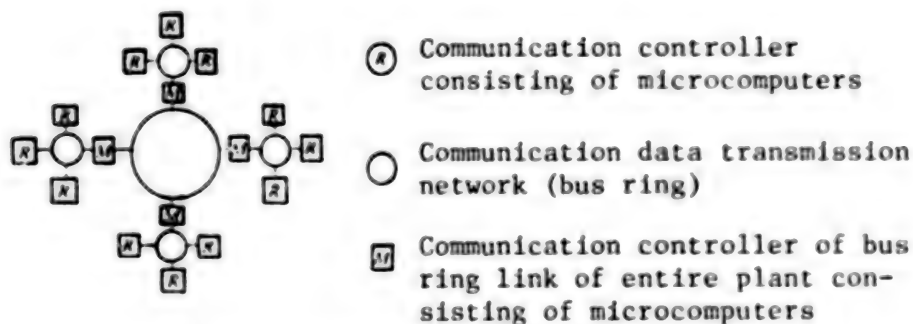 K
R R
M
R R
R M M K
K R
M
K K
R
R Communication controller
consisting of microcomputers
Communication data transmission
network (bus ring)
M Communication controller of bus
ring link of entire plant con-
sisting of microcomputers